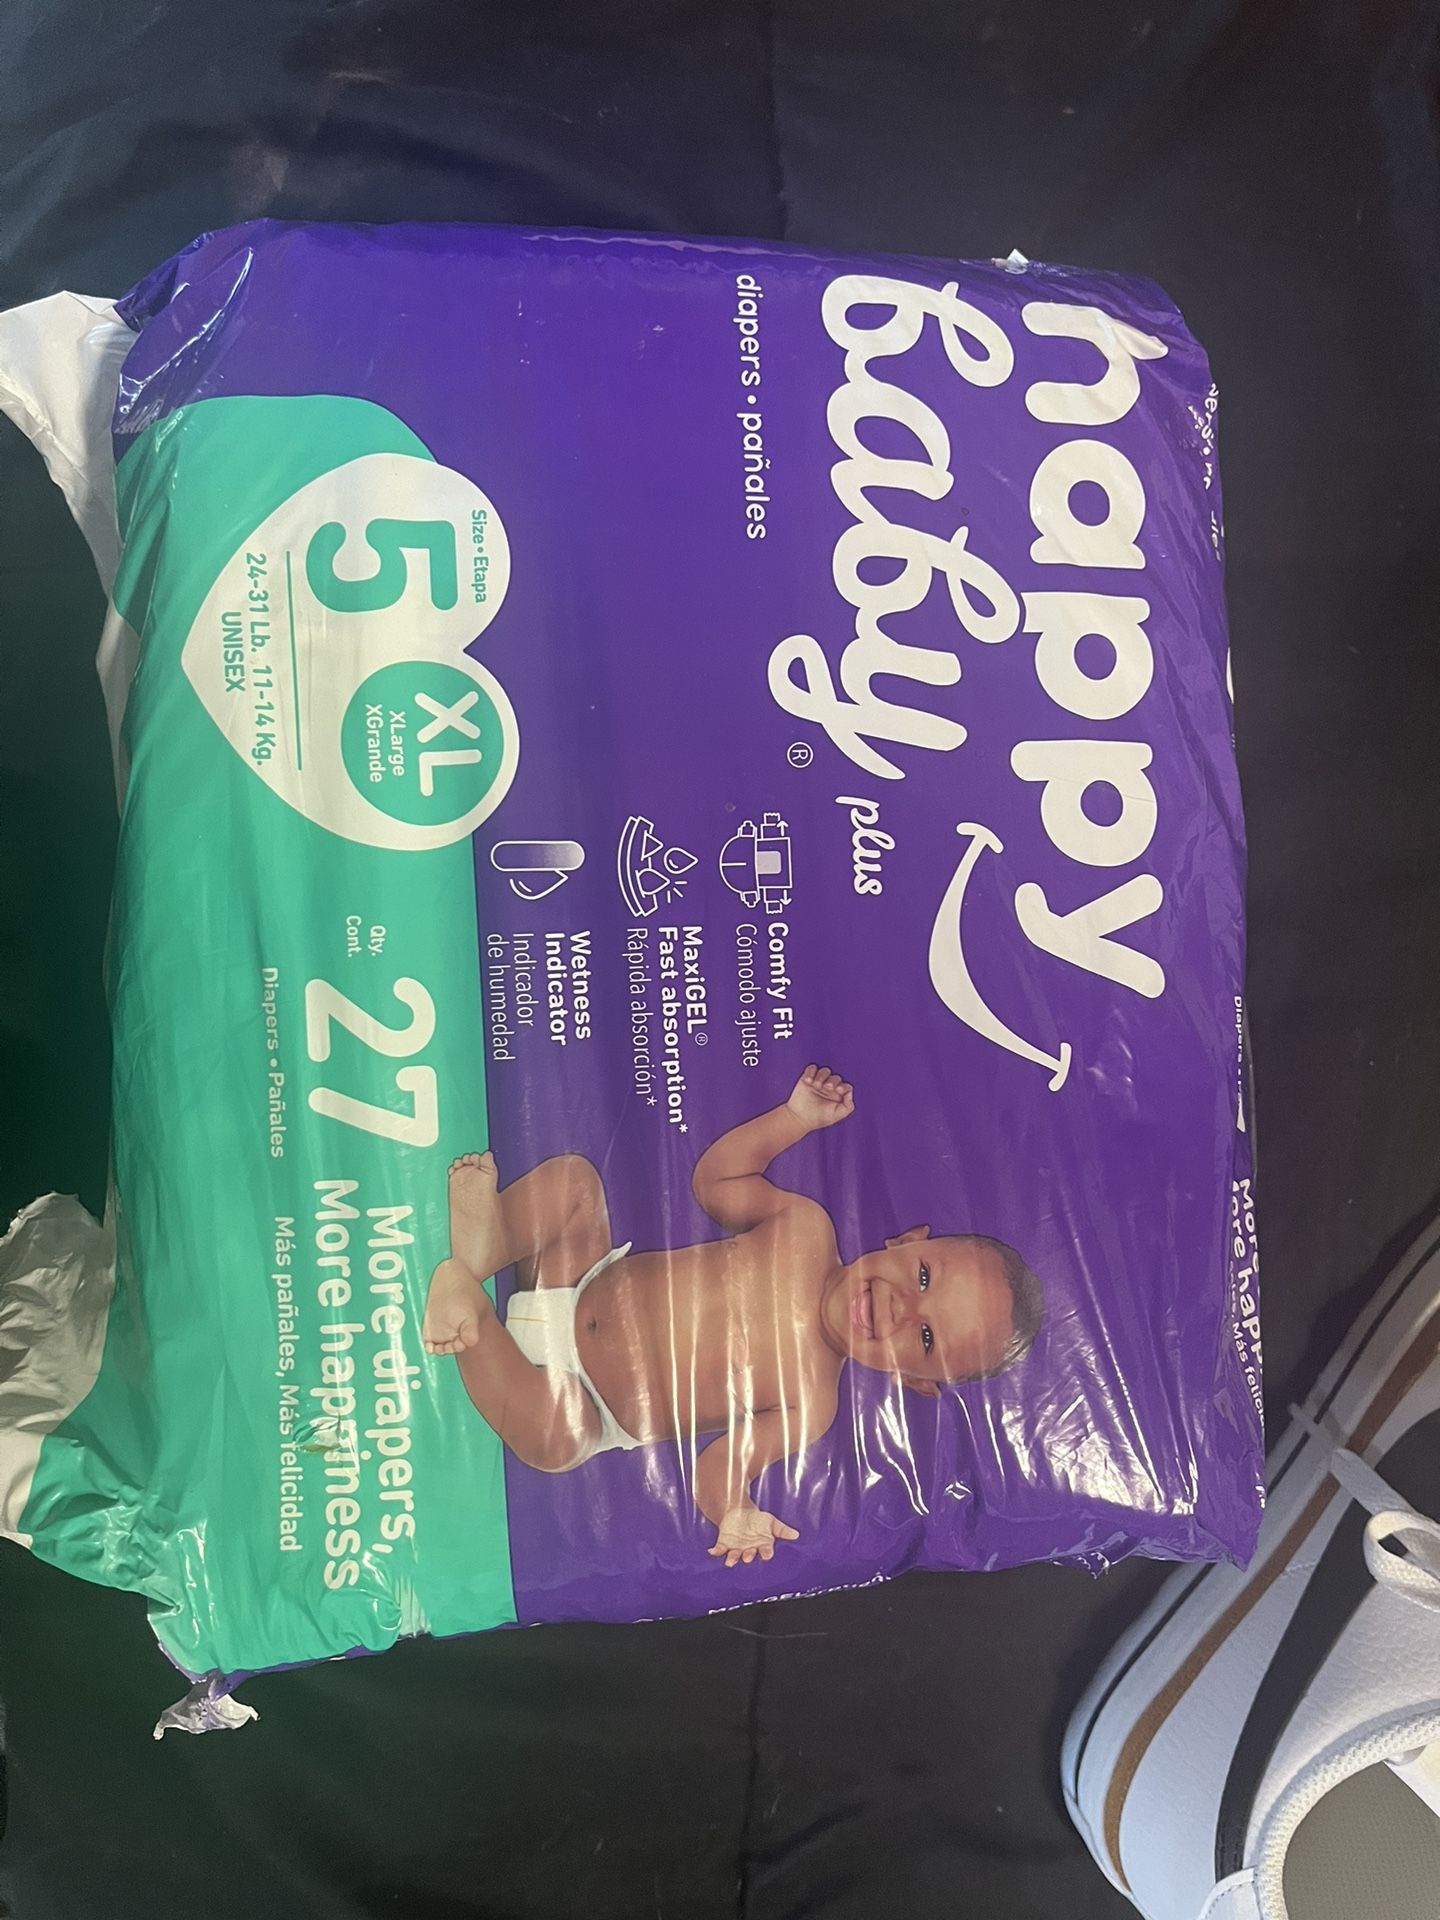 happy
baby® plus
diapers • pañales
Comfy Fit
Cómodo ajuste
MaxiGEL®
Fast absorption*
Rápida absorción*
Wetness
Indicator
Indicador
de humedad
Size • Etapa
5
XL
XLarge
XGrande
24-31 Lb. 11-14 Kg.
UNISEX
Qty.
Cont.
27
Diapers • Pañales
More diapers,
More happiness
Más pañales, Más felicidad